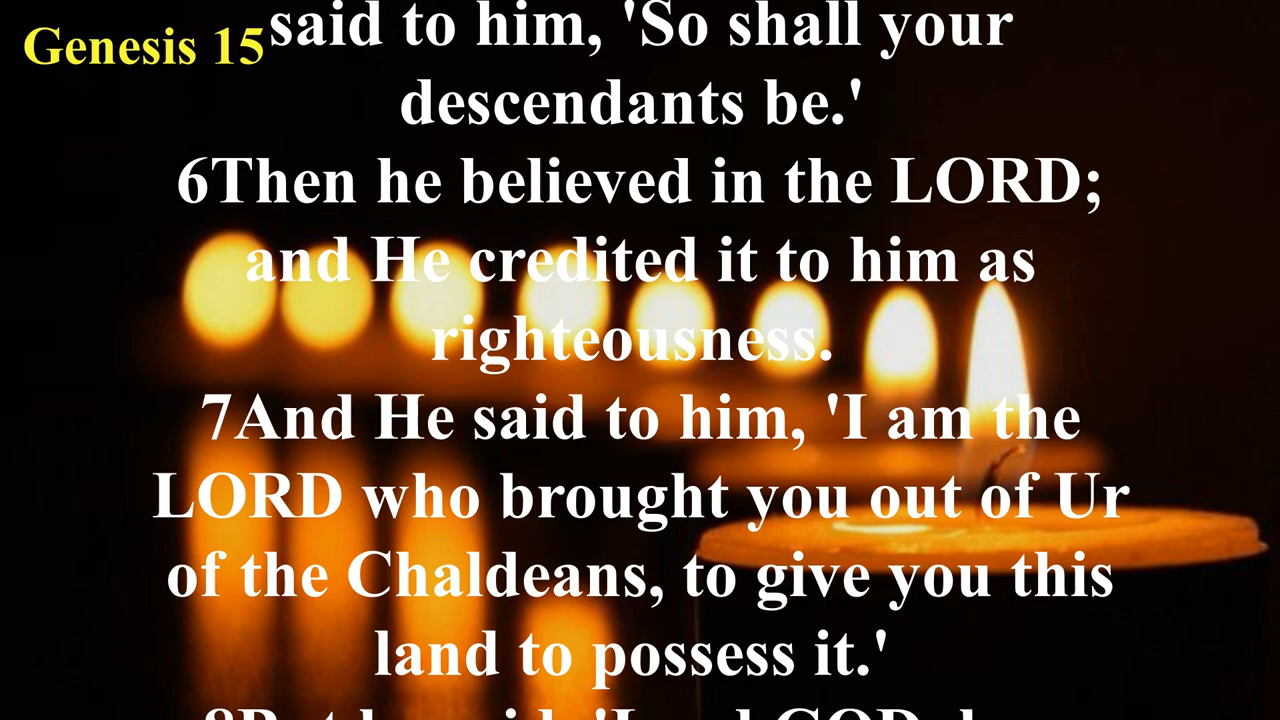 Genesis 15
said to him, 'So shall your
descendants be.'
6Then he believed in the LORD;
and He credited it to him as
righteousness.
7And He said to him, 'I am the
LORD who brought you out of Ur
of the Chaldeans, to give you this
land to possess it.'